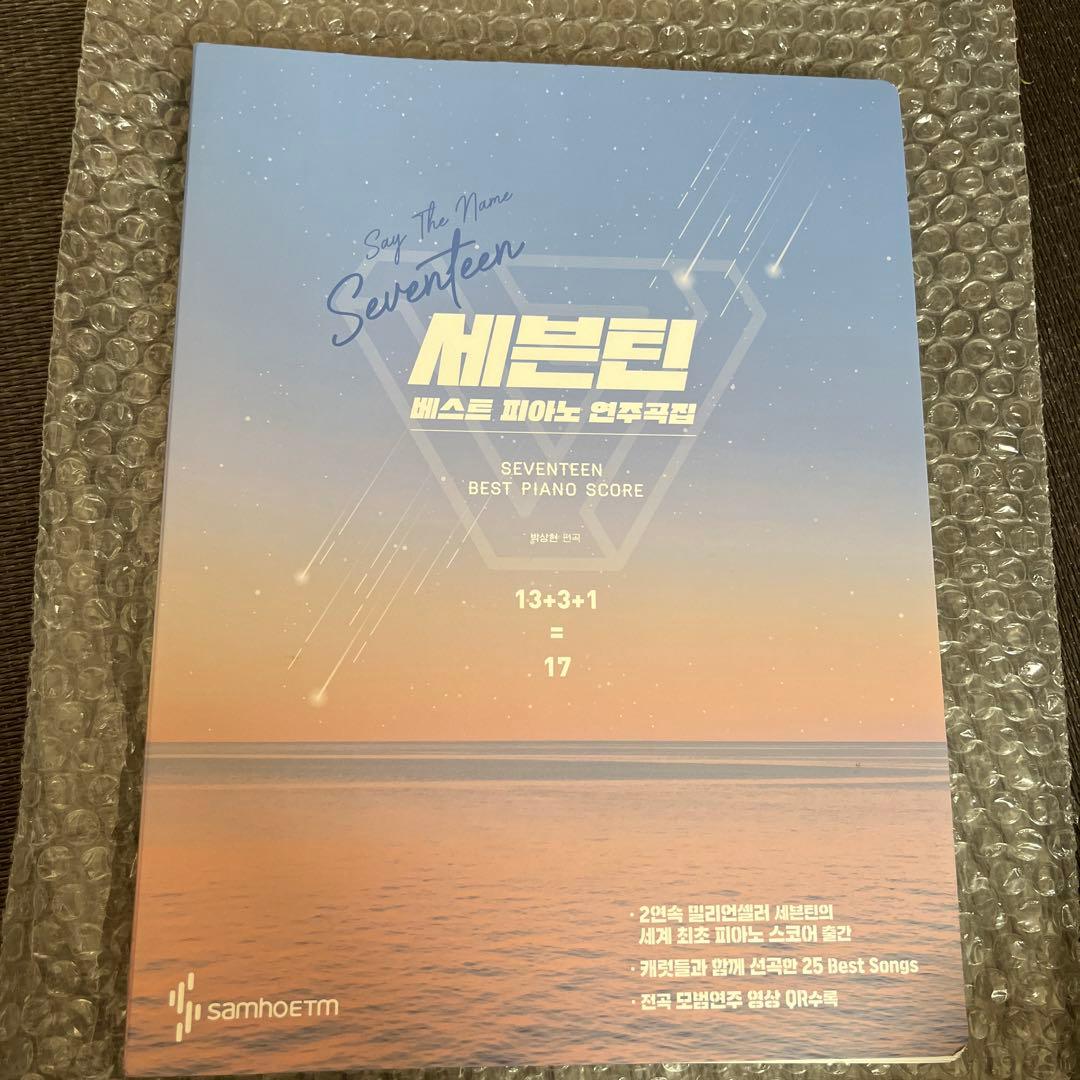 Say The Name
Seventeen
세븐틴
베스트 피아노 연주곡집
SEVENTEEN
BEST PIANO SCORE
박상현 편곡
13+3+1
=
17
· 2연속 밀리언셀러 세븐틴의
세계 최초 피아노 스코어 출간
· 캐럿들과 함께 선곡한 25 Best Songs
· 전곡 모범연주 영상 QR수록
samhoETM